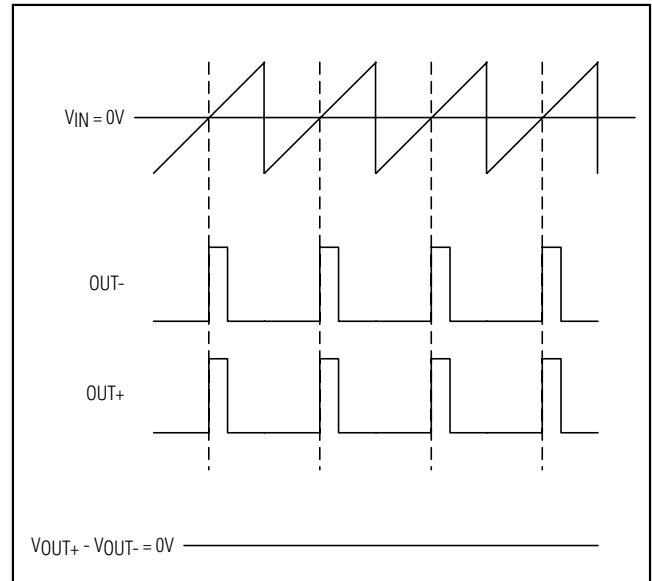 VIN = 0V
OUT-
OUT+
VOUT+ - VOUT- = 0V